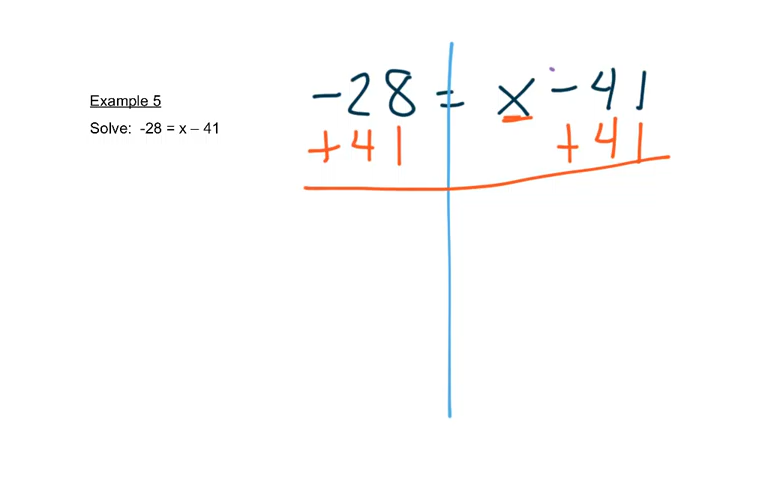 Example 5
Solve: -28 = x – 41
-28 = x - 41
+41 +41